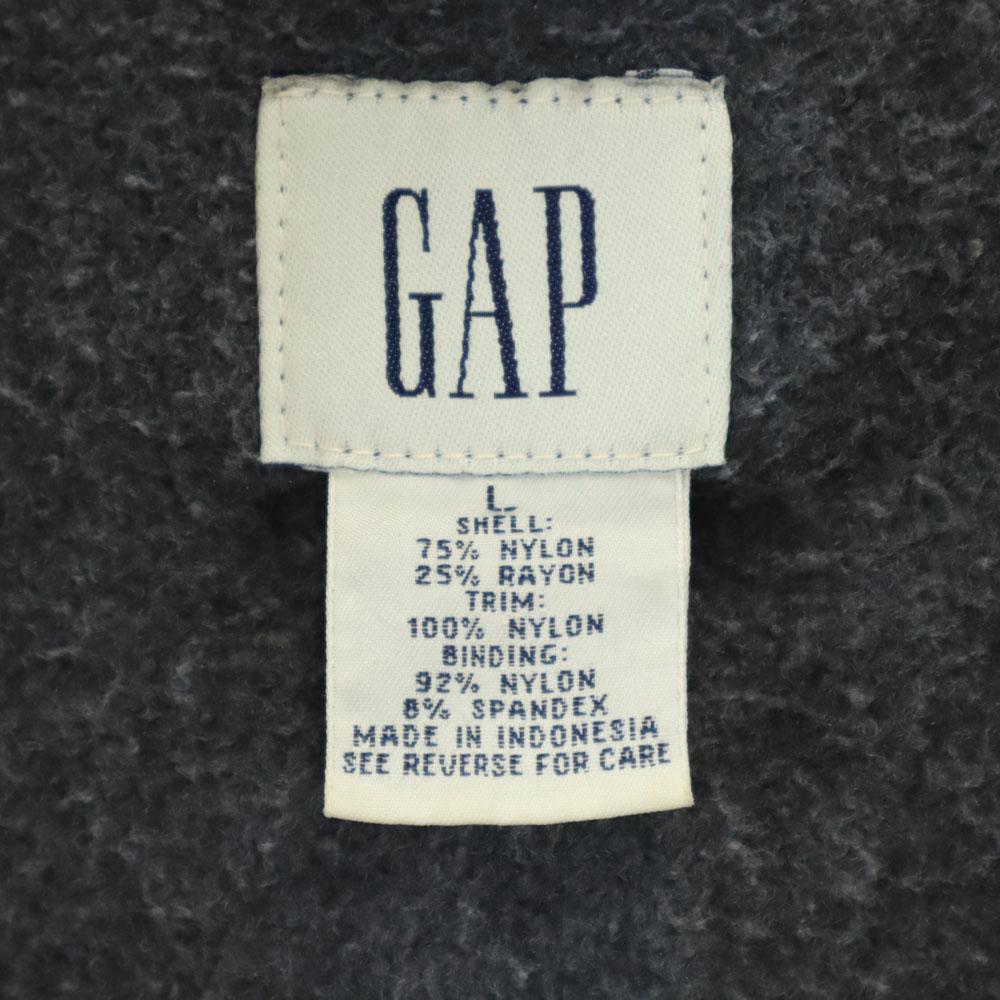 GAP
L
SHELL:
75% NYLON
25% RAYON
TRIM:
100% NYLON
BINDING:
92% NYLON
8% SPANDEX
MADE IN INDONESIA
SEE REVERSE FOR CARE